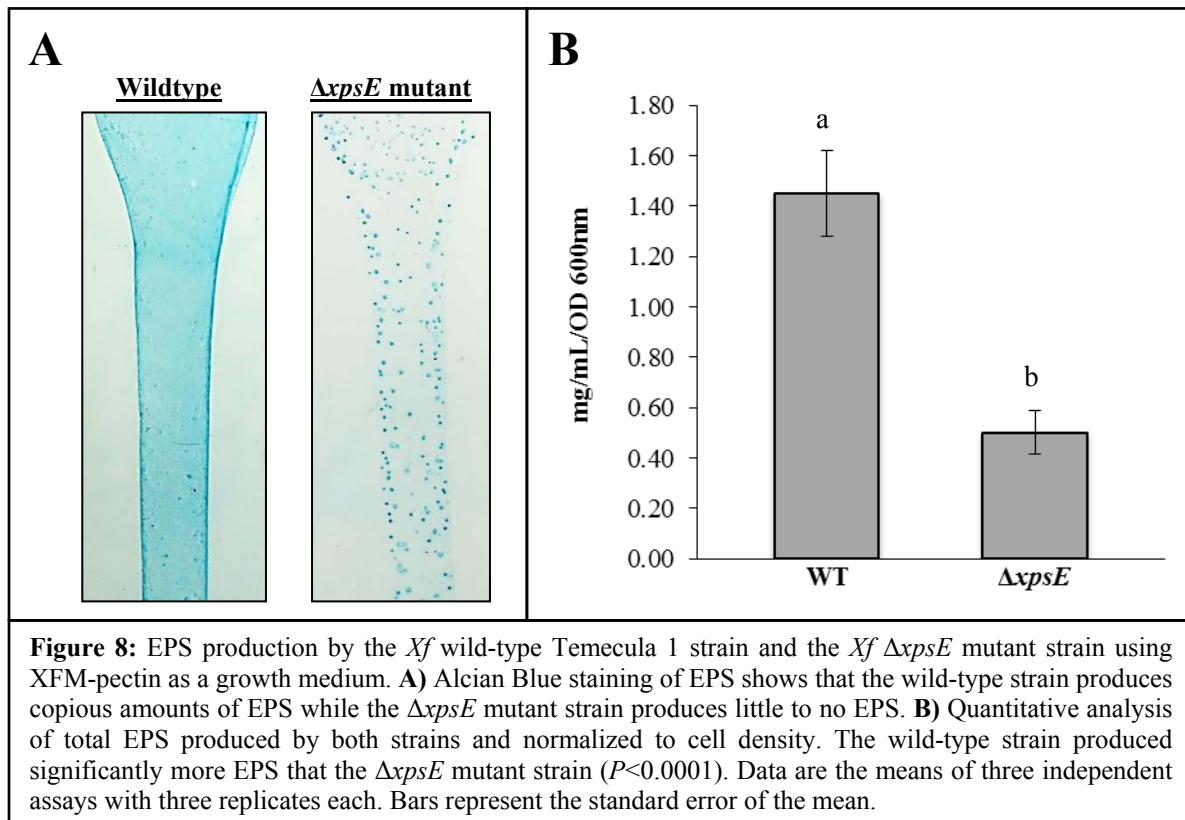 A
Wildtype
ΔxpsE mutant
B
mg/mL/OD 600nm
1.80
1.60
1.40
1.20
1.00
0.80
0.60
0.40
0.20
0.00
a
b
WT
ΔxpsE
Figure 8: EPS production by the Xf wild-type Temecula 1 strain and the Xf ΔxpsE mutant strain using
XFM-pectin as a growth medium. A) Alcian Blue staining of EPS shows that the wild-type strain produces
copious amounts of EPS while the ΔxpsE mutant strain produces little to no EPS. B) Quantitative analysis
of total EPS produced by both strains and normalized to cell density. The wild-type strain produced
significantly more EPS that the ΔxpsE mutant strain (P<0.0001). Data are the means of three independent
assays with three replicates each. Bars represent the standard error of the mean.